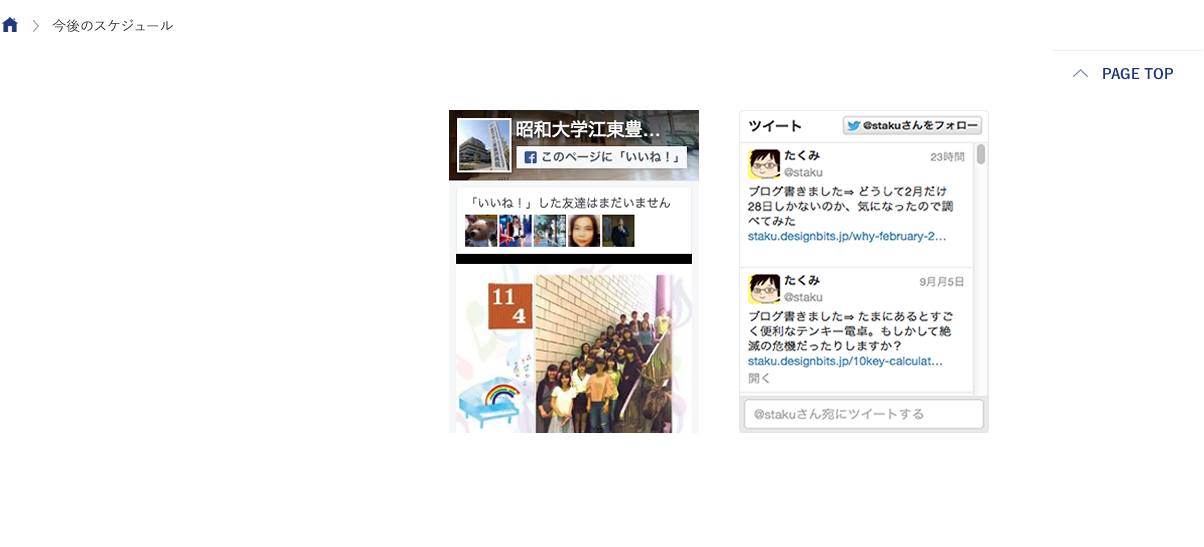 今後のスケジュール
PAGE TOP
昭和大学江東豊...
このページに「いいね！」
「いいね！」した友達はまだいません
11
4
ツイート
@stakuさんをフォロー
たくみ
23時間
@staku
ブログ書きました⇒ どうして2月だけ
28日しかないのか、気になったので調
べてみた
staku.designbits.jp/why-february-2...
たくみ
9月月5日
@staku
ブログ書きました⇒ たまにあるとすご
く便利なテンキー電卓。もしかして絶
滅の危機だったりしますか？
staku.designbits.jp/10key-calculat...
開く
@stakuさん宛にツイートする